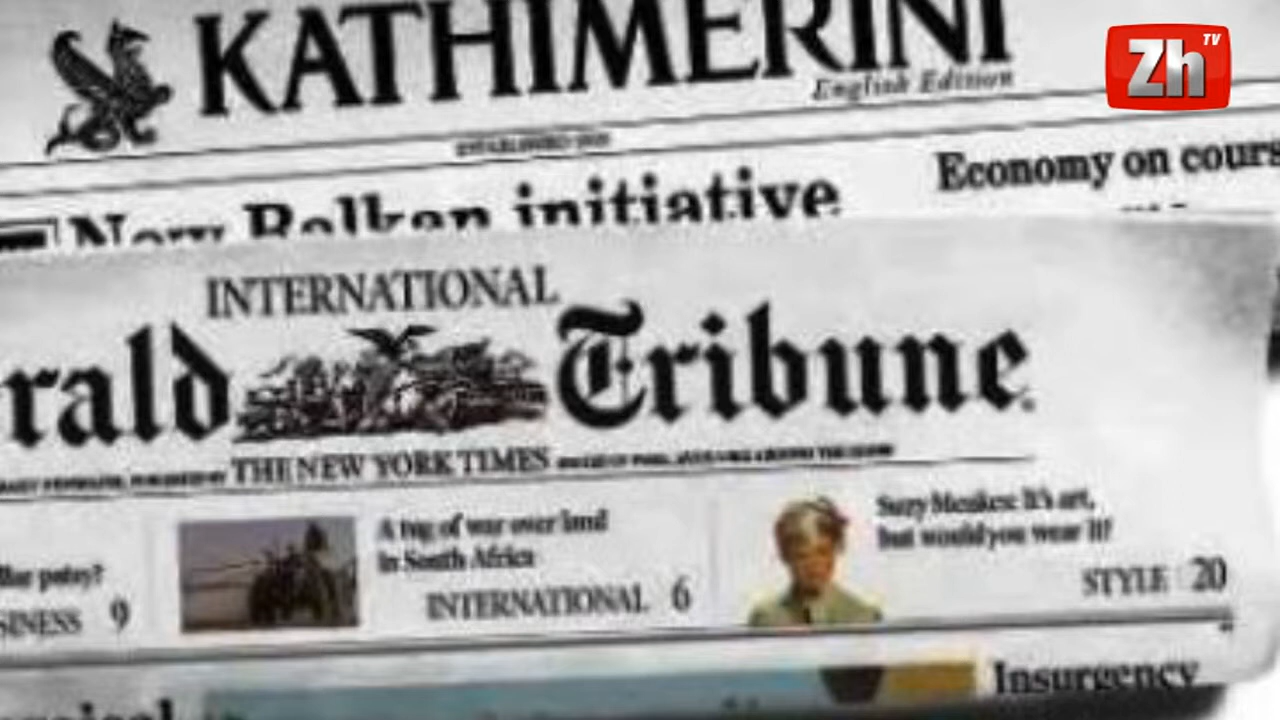 KATHIMERINI
English Edition
Zh TV
Economy on cours
New Balkan initiative
INTERNATIONAL
rald Tribune
THE NEW YORK TIMES
A tug of war over land
in South Africa
INTERNATIONAL 6
Suzy Menkes: It's art,
but would you wear it?
STYLE 20
SINESS 9
Insurgency